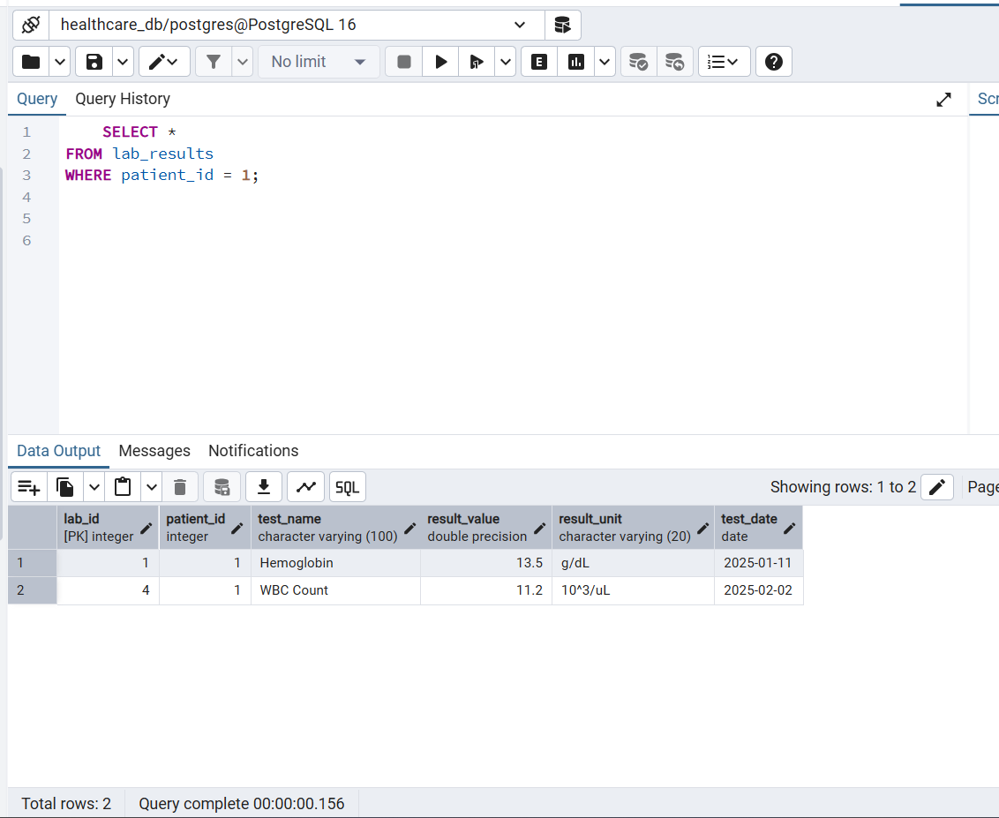 healthcare_db/postgres@PostgreSQL 16
No limit
E
SQL
Query Query History
1 SELECT *
2 FROM lab_results
3 WHERE patient_id = 1;
4
5
6
Data Output Messages Notifications
SQL Showing rows: 1 to 2 Page
lab_id patient_id test_name result_value result_unit test_date
[PK] integer integer character varying (100) double precision character varying (20) date
1 1 1 Hemoglobin 13.5 g/dL 2025-01-11
2 4 1 WBC Count 11.2 10^3/uL 2025-02-02
Total rows: 2 Query complete 00:00:00.156